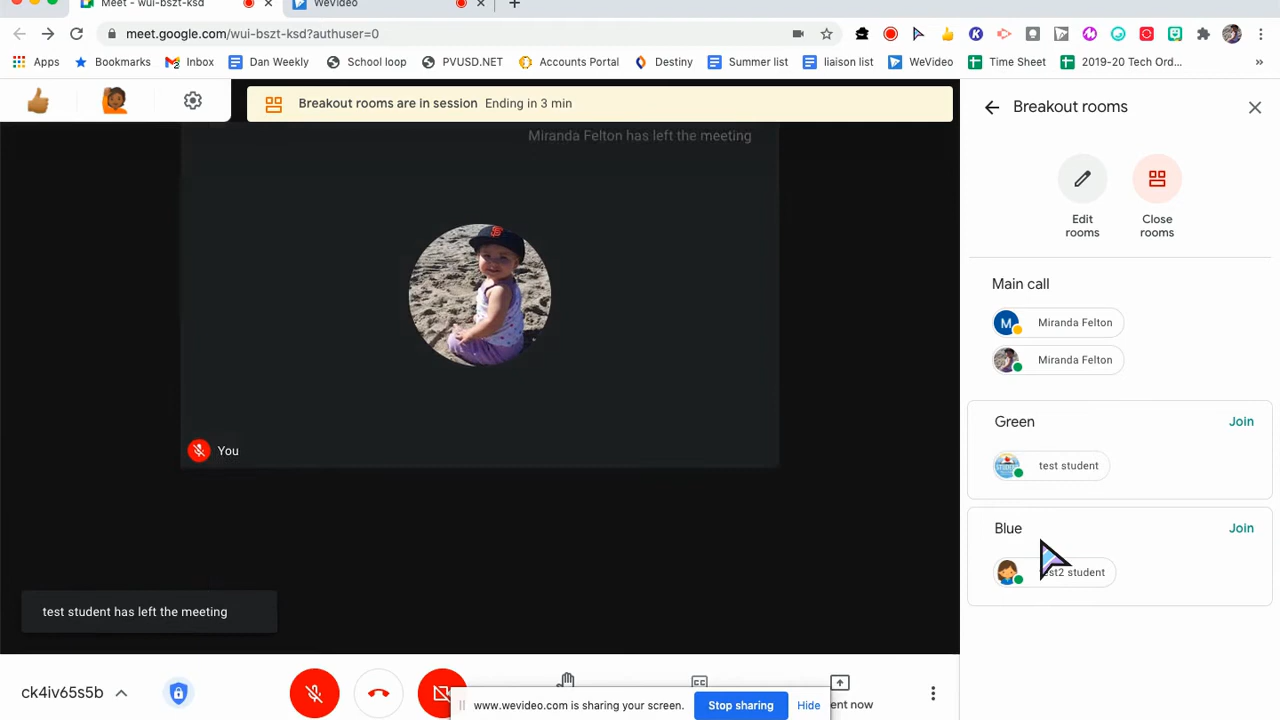 Meet - wui-bszt-ksd
WeVideo
meet.google.com/wui-bszt-ksd?authuser=0
Apps
Bookmarks
Inbox
Dan Weekly
School loop
PVUSD.NET
Accounts Portal
Destiny
Summer list
liaison list
WeVideo
Time Sheet
2019-20 Tech Ord...
»
Breakout rooms are in session Ending in 3 min
Miranda Felton has left the meeting
You
test student has left the meeting
ck4iv65s5b
www.wevideo.com is sharing your screen.
Stop sharing
Hide
ent now
Breakout rooms
Edit rooms
Close rooms
Main call
M Miranda Felton
Miranda Felton
Green
Join
test student
Blue
Join
est2 student